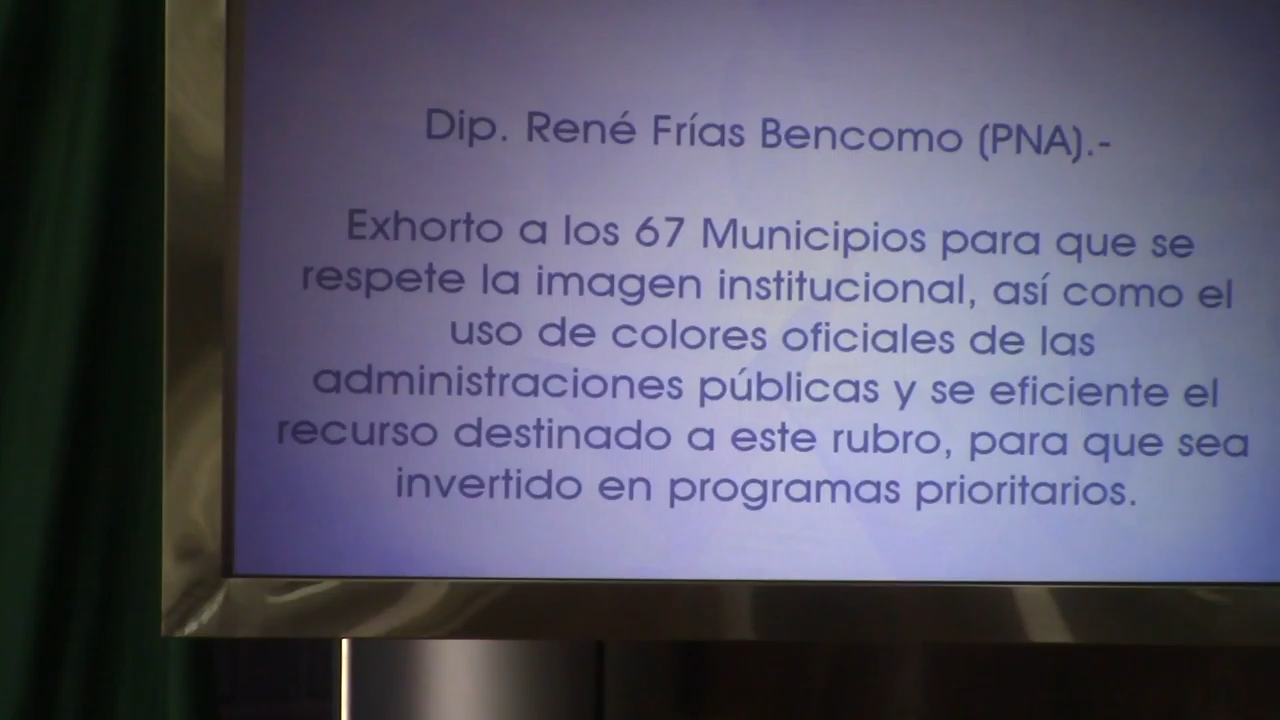 Dip. René Frías Bencomo (PNA).-
Exhorto a los 67 Municipios para que se
respete la imagen institucional, así como el
uso de colores oficiales de las
administraciones públicas y se eficiente el
recurso destinado a este rubro, para que sea
invertido en programas prioritarios.